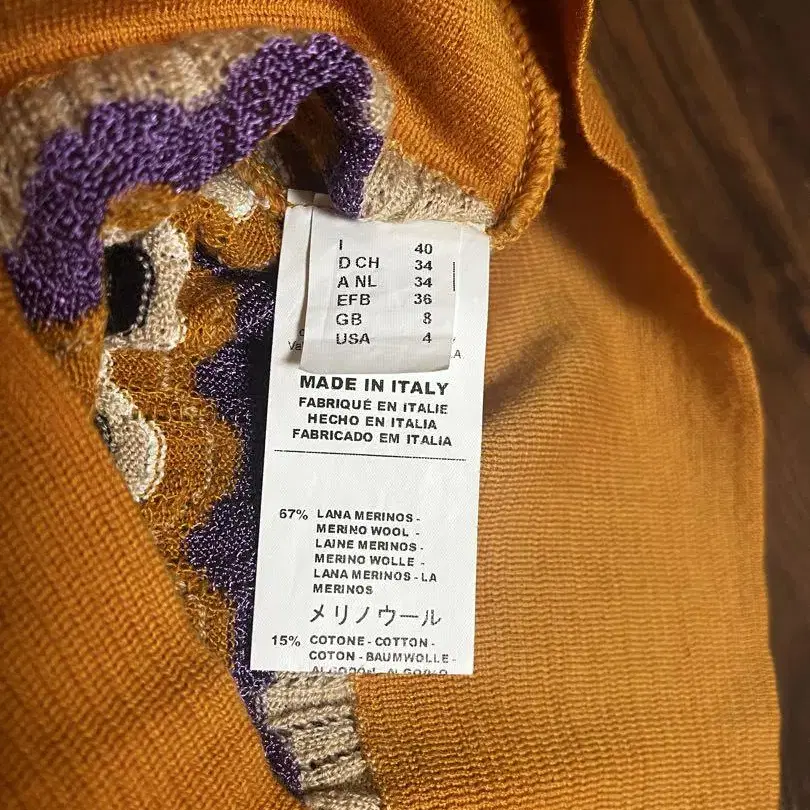 I 40
D CH 34
A NL 34
EFB 36
GB 8
USA 4
MADE IN ITALY
FABRIQUÉ EN ITALIE
HECHO EN ITALIA
FABRICADO EM ITALIA
67% LANA MERINOS -
MERINO WOOL -
LAINE MERINOS -
MERINO WOLLE -
LANA MERINOS - LA
MERINOS
メリノウール
15% COTONE - COTTON -
COTON - BAUMWOLLE -